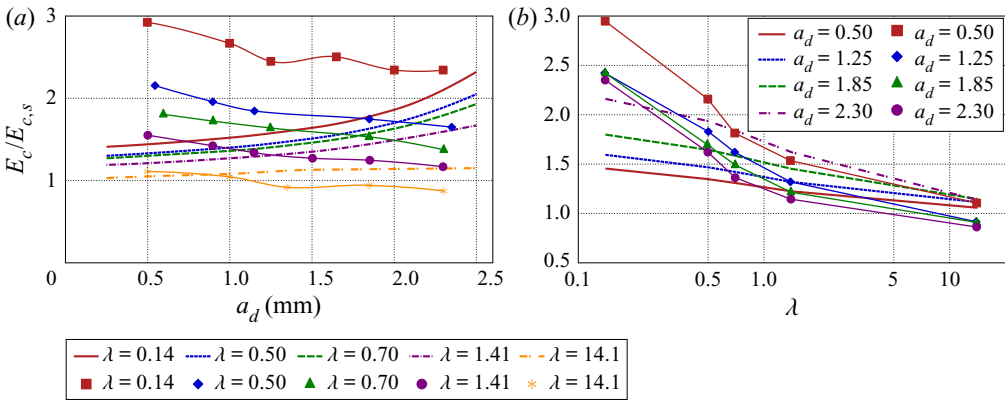 (a)
3
2
1
0
0.5
1.0
1.5
2.0
2.5
E_c/E_{c,s}
a_d (mm)
(b)
3.0
2.5
2.0
1.5
1.0
0.5
0.1
0.5
1.0
5
10
λ
a_d = 0.50 a_d = 0.50
a_d = 1.25 a_d = 1.25
a_d = 1.85 a_d = 1.85
a_d = 2.30 a_d = 2.30
λ = 0.14 λ = 0.50 λ = 0.70 λ = 1.41 λ = 14.1
λ = 0.14 λ = 0.50 λ = 0.70 λ = 1.41 λ = 14.1